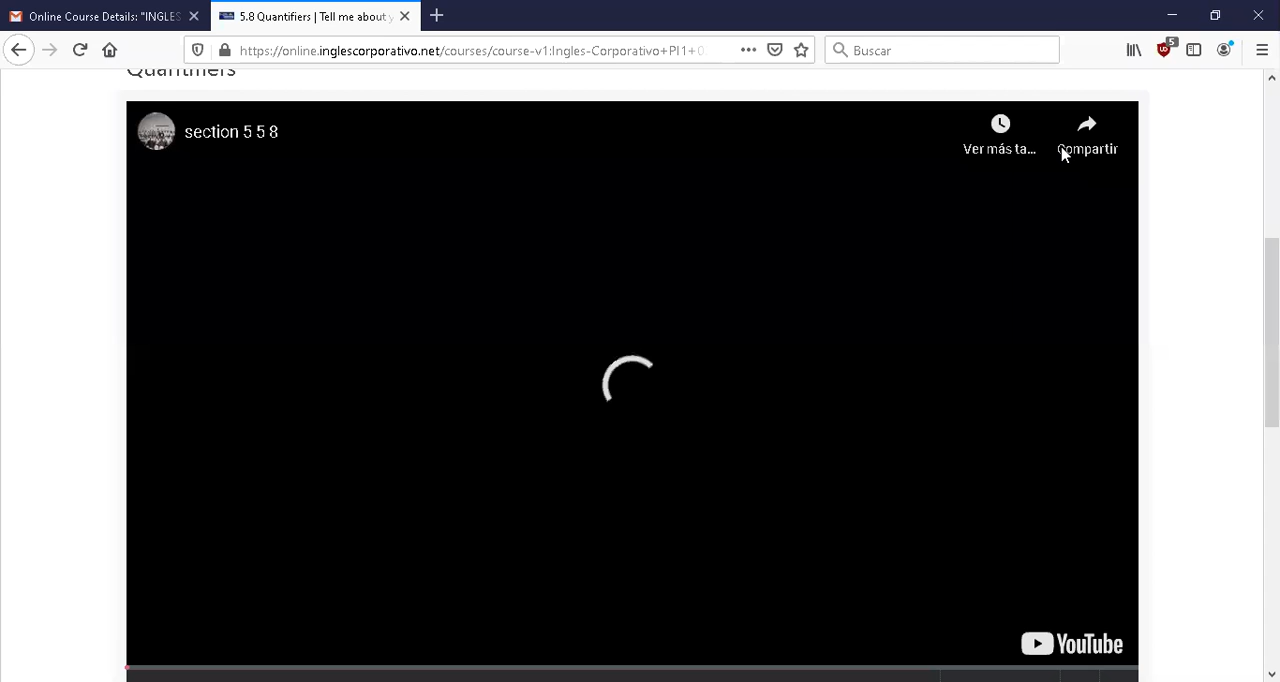 Online Course Details: "INGLES
5.8 Quantifiers | Tell me about y
https://online.inglescorporativo.net/courses/course-v1:Ingles-Corporativo+PI1+0
Buscar
5
Quantifiers
section 5 5 8
Ver más ta...
Compartir
YouTube